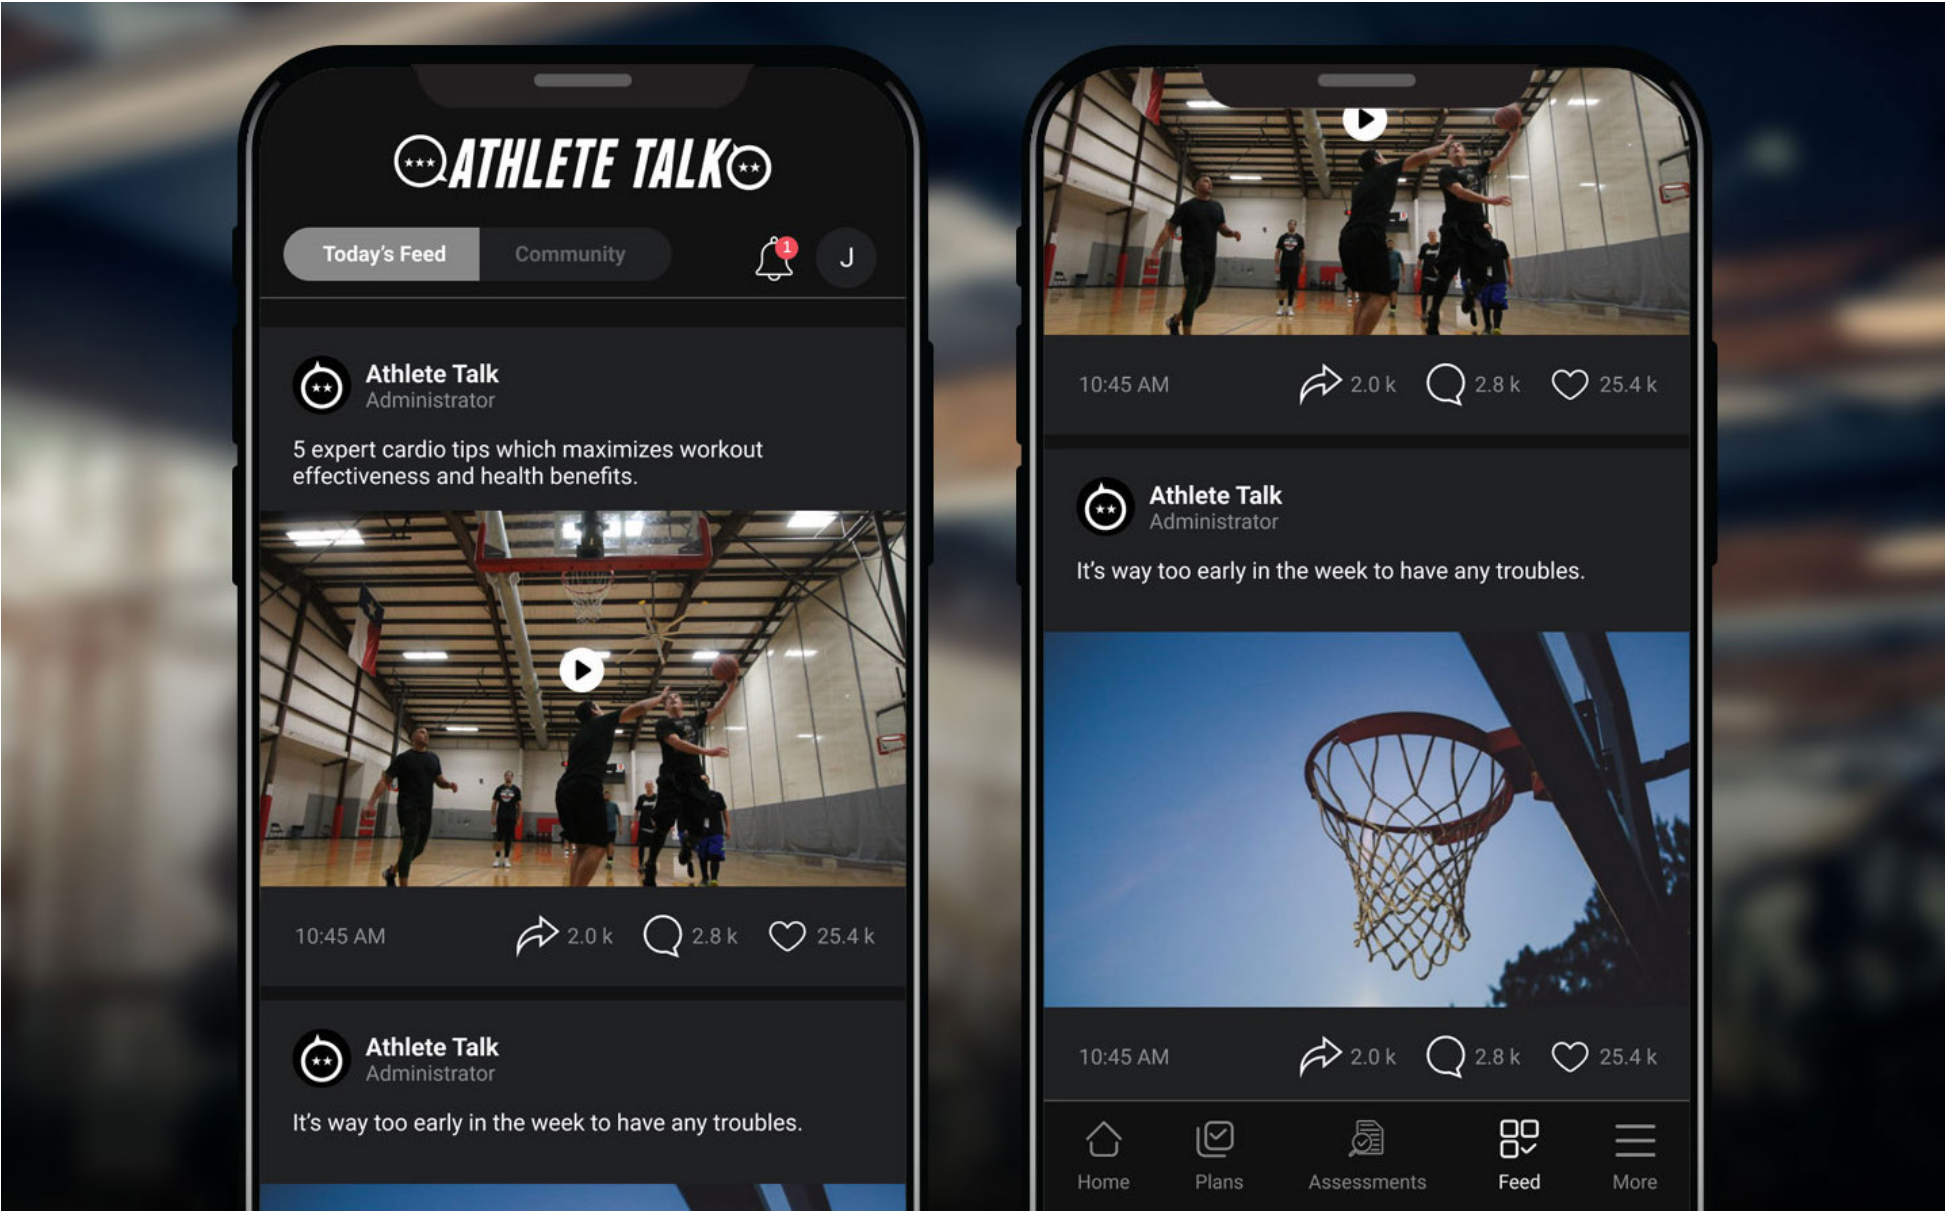 ATHLETE TALK
Today's Feed
Community
1
J
Athlete Talk
Administrator
5 expert cardio tips which maximizes workout
effectiveness and health benefits.
10:45 AM
2.0 k
2.8 k
25.4 k
Athlete Talk
Administrator
It's way too early in the week to have any troubles.
10:45 AM
2.0 k
2.8 k
25.4 k
Athlete Talk
Administrator
It's way too early in the week to have any troubles.
10:45 AM
2.0 k
2.8 k
25.4 k
Home
Plans
Assessments
Feed
More